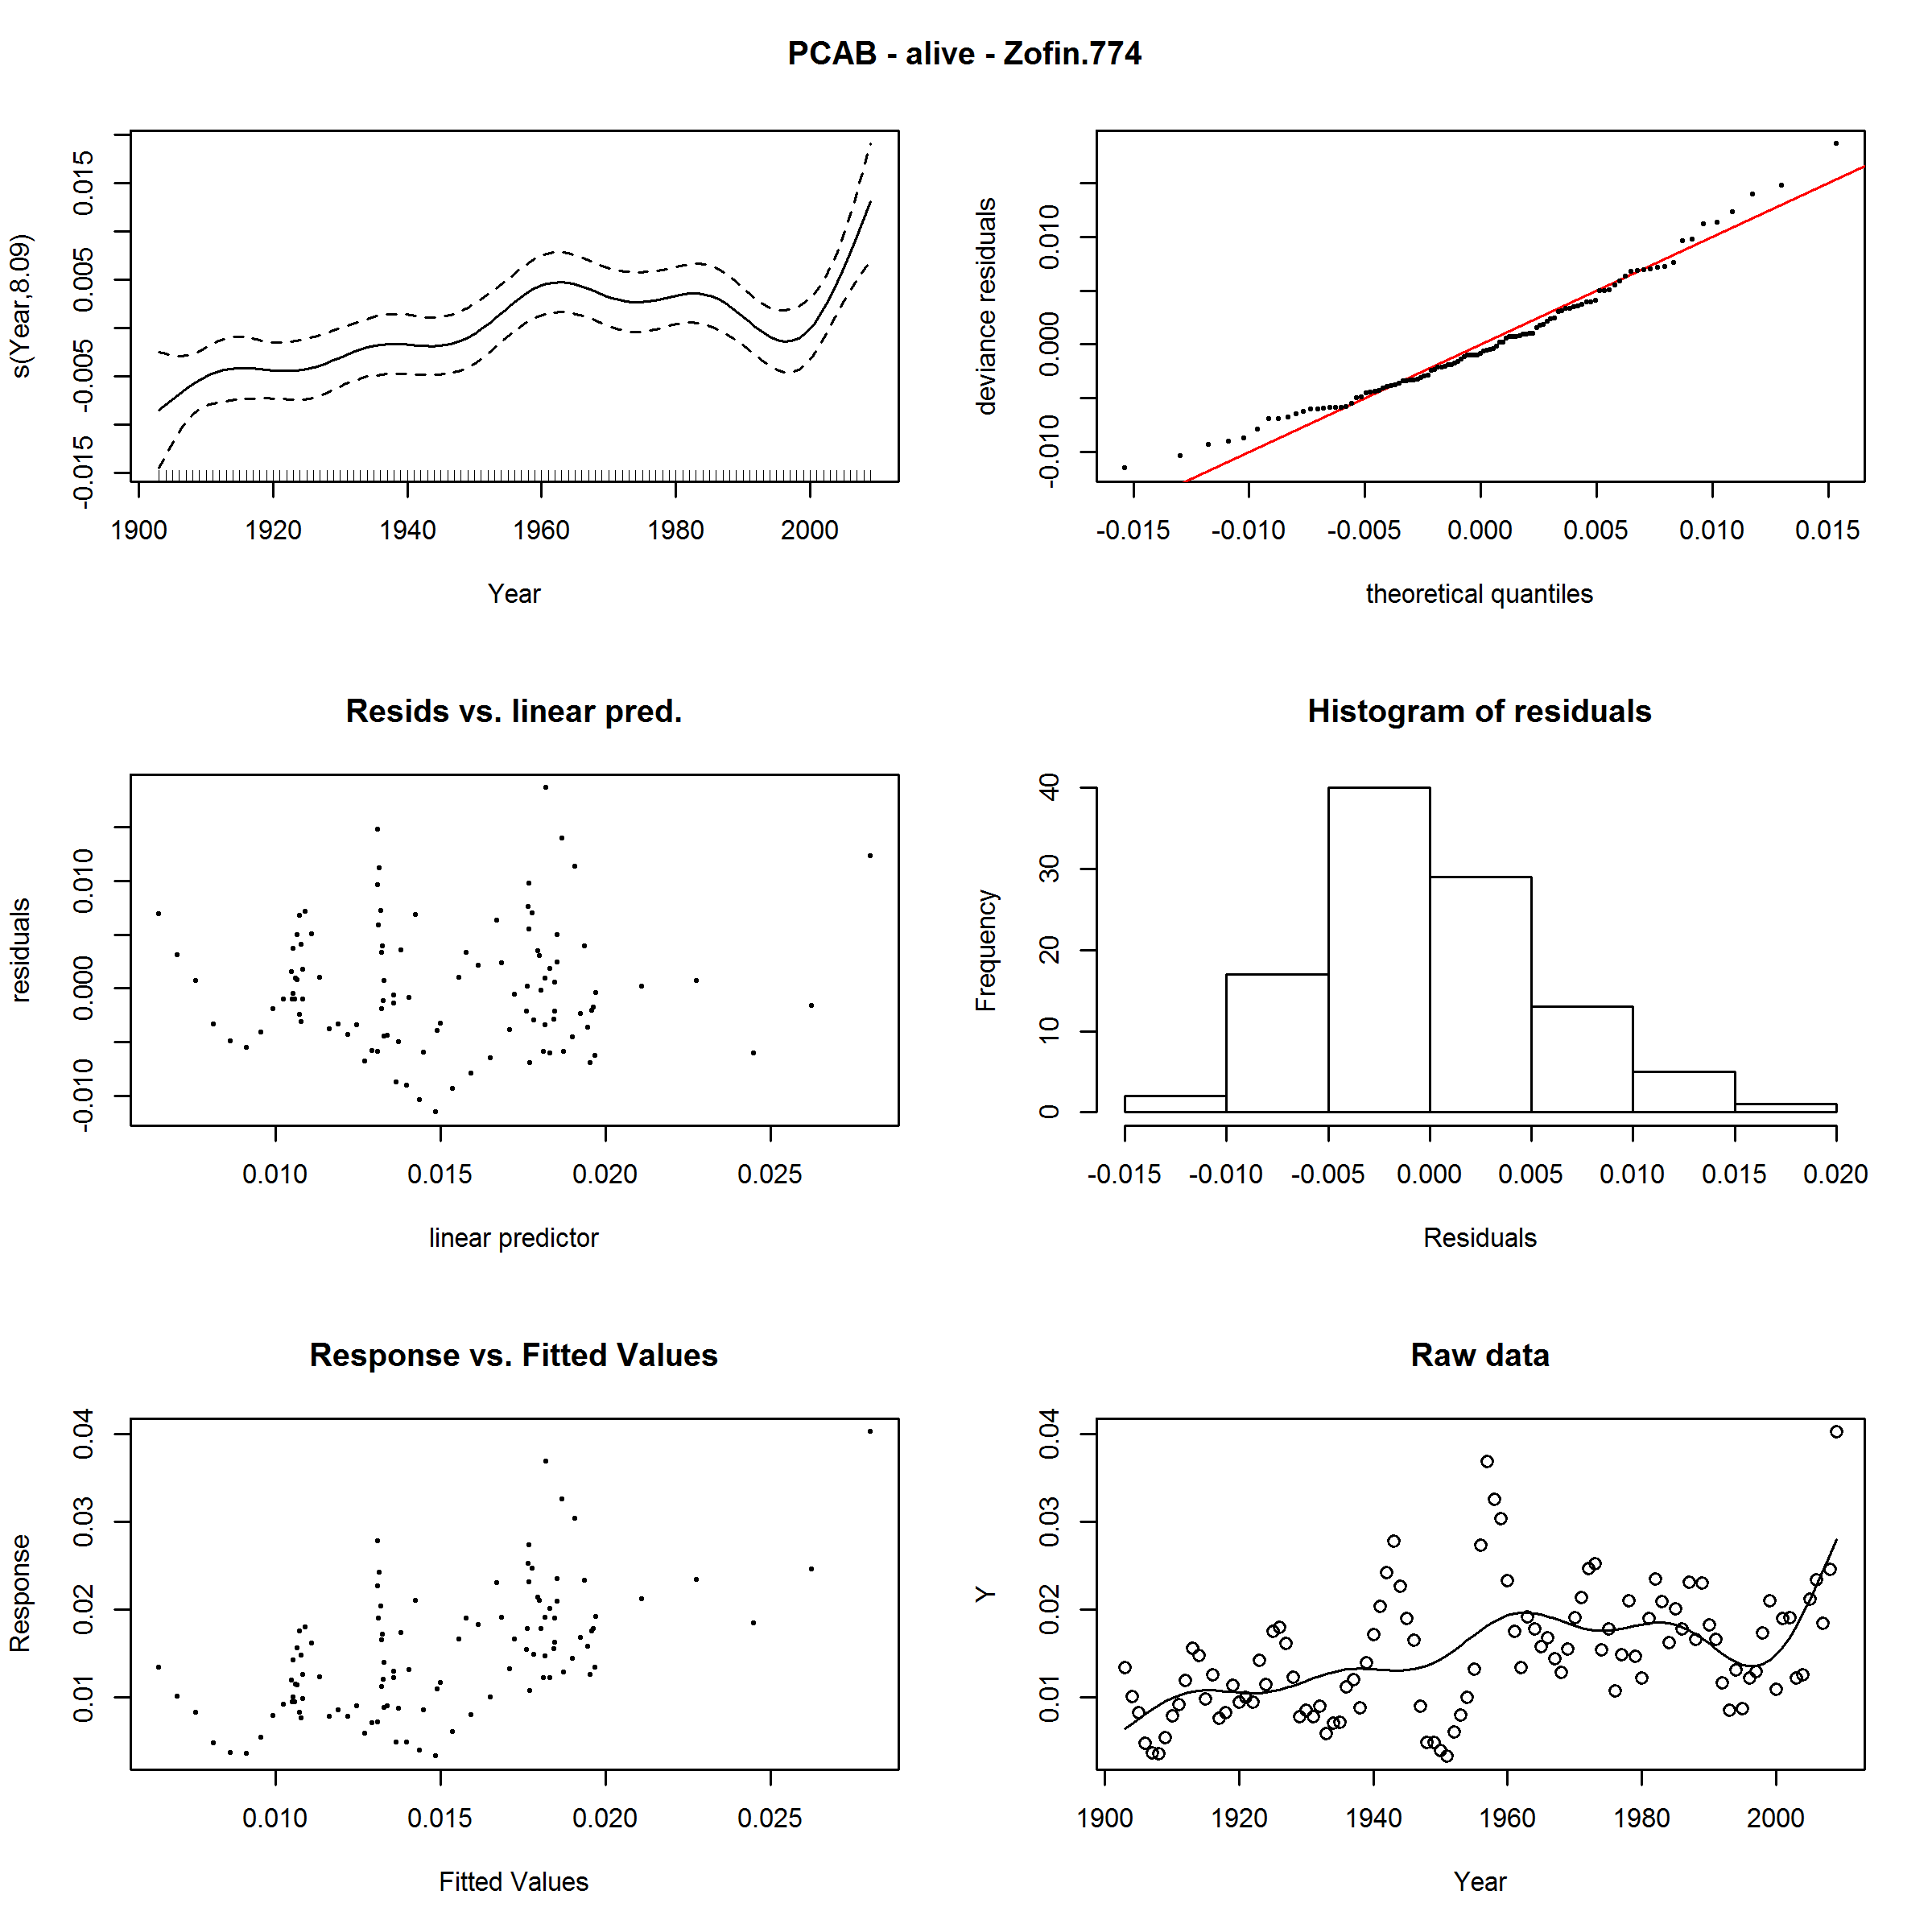 PCAB - alive - Zofin.774
s(Year,8.09)
-0.015 -0.005 0.005 0.015
1900 1920 1940 1960 1980 2000
Year
deviance residuals
-0.010 0.000 0.010
-0.015 -0.010 -0.005 0.000 0.005 0.010 0.015
theoretical quantiles
Resids vs. linear pred.
residuals
-0.010 0.000 0.010
0.010 0.015 0.020 0.025
linear predictor
Histogram of residuals
Frequency
0 10 20 30 40
-0.015 -0.010 -0.005 0.000 0.005 0.010 0.015 0.020
Residuals
Response vs. Fitted Values
Response
0.01 0.02 0.03 0.04
0.010 0.015 0.020 0.025
Fitted Values
Raw data
Y
0.01 0.02 0.03 0.04
1900 1920 1940 1960 1980 2000
Year